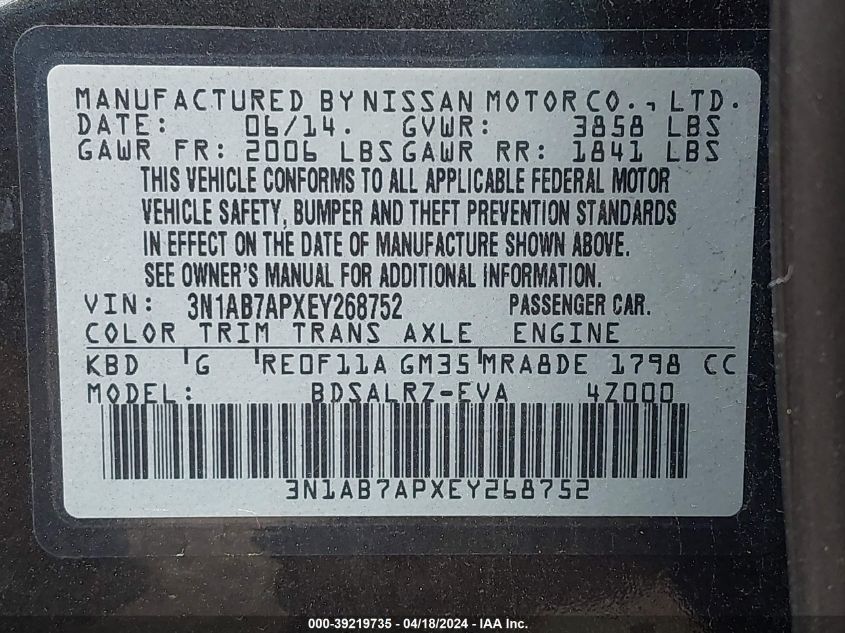 MANUFACTURED BY NISSAN MOTOR CO., LTD.
DATE: 06/14. GVWR: 3858 LBS
GAWR FR: 2006 LBS GAWR RR: 1841 LBS
THIS VEHICLE CONFORMS TO ALL APPLICABLE FEDERAL MOTOR
VEHICLE SAFETY, BUMPER AND THEFT PREVENTION STANDARDS
IN EFFECT ON THE DATE OF MANUFACTURE SHOWN ABOVE.
SEE OWNER'S MANUAL FOR ADDITIONAL INFORMATION.
VIN: 3N1AB7APXEY268752 PASSENGER CAR.
COLOR TRIM TRANS AXLE ENGINE
KBD G RE0F11A GM35 MRA8DE 1798 CC
MODEL: BDSALRZ-EVA 4Z000
3N1AB7APXEY268752
000-39219735 - 04/18/2024 - IAA Inc.